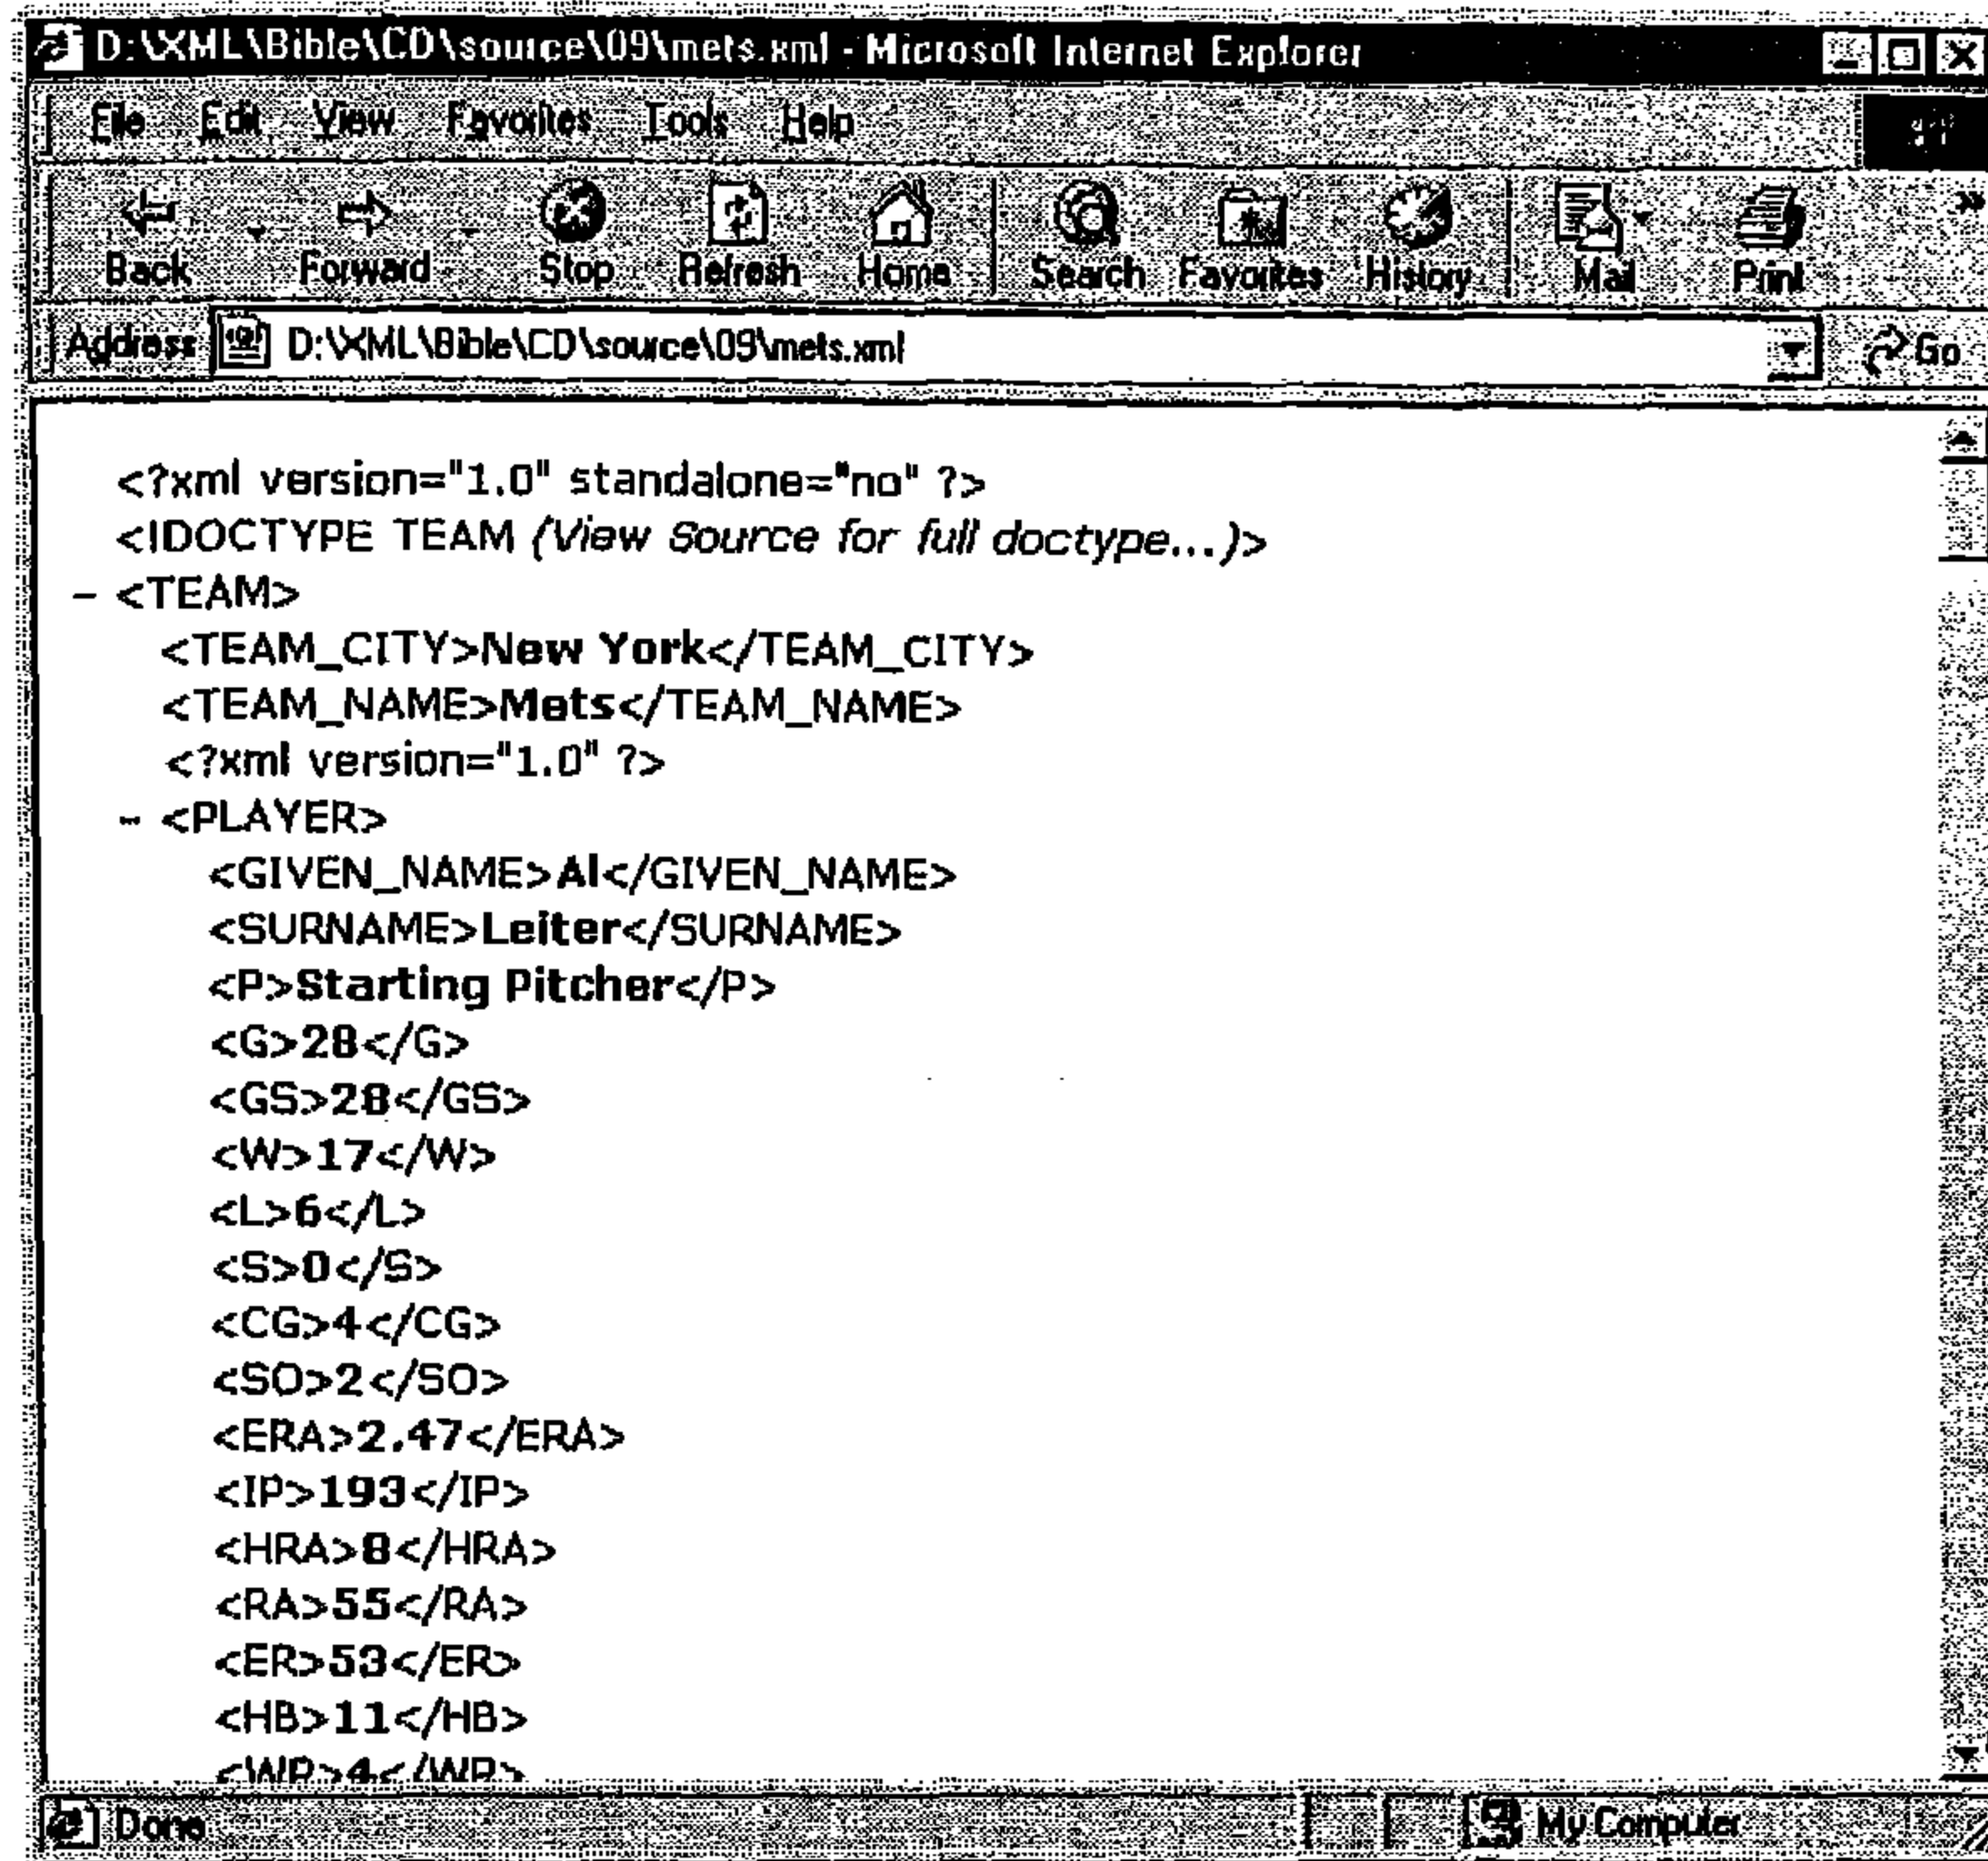 D:\XML\Bible\CD\source\09\mets.xml - Microsoft Internet Explorer
File Edit View Favorites Tools Help
Back Forward Stop Refresh Home Search Favorites History Mail Print »
Address D:\XML\Bible\CD\source\09\mets.xml Go
<?xml version="1.0" standalone="no" ?>
<!DOCTYPE TEAM (View Source for full doctype...)>
- <TEAM>
<TEAM_CITY>New York</TEAM_CITY>
<TEAM_NAME>Mets</TEAM_NAME>
<?xml version="1.0" ?>
- <PLAYER>
<GIVEN_NAME>Al</GIVEN_NAME>
<SURNAME>Leiter</SURNAME>
<P>Starting Pitcher</P>
<G>28</G>
<GS>28</GS>
<W>17</W>
<L>6</L>
<S>0</S>
<CG>4</CG>
<SO>2</SO>
<ERA>2.47</ERA>
<IP>193</IP>
<HRA>8</HRA>
<RA>55</RA>
<ER>53</ER>
<HB>11</HB>
<WP>4</WP>
Done My Computer